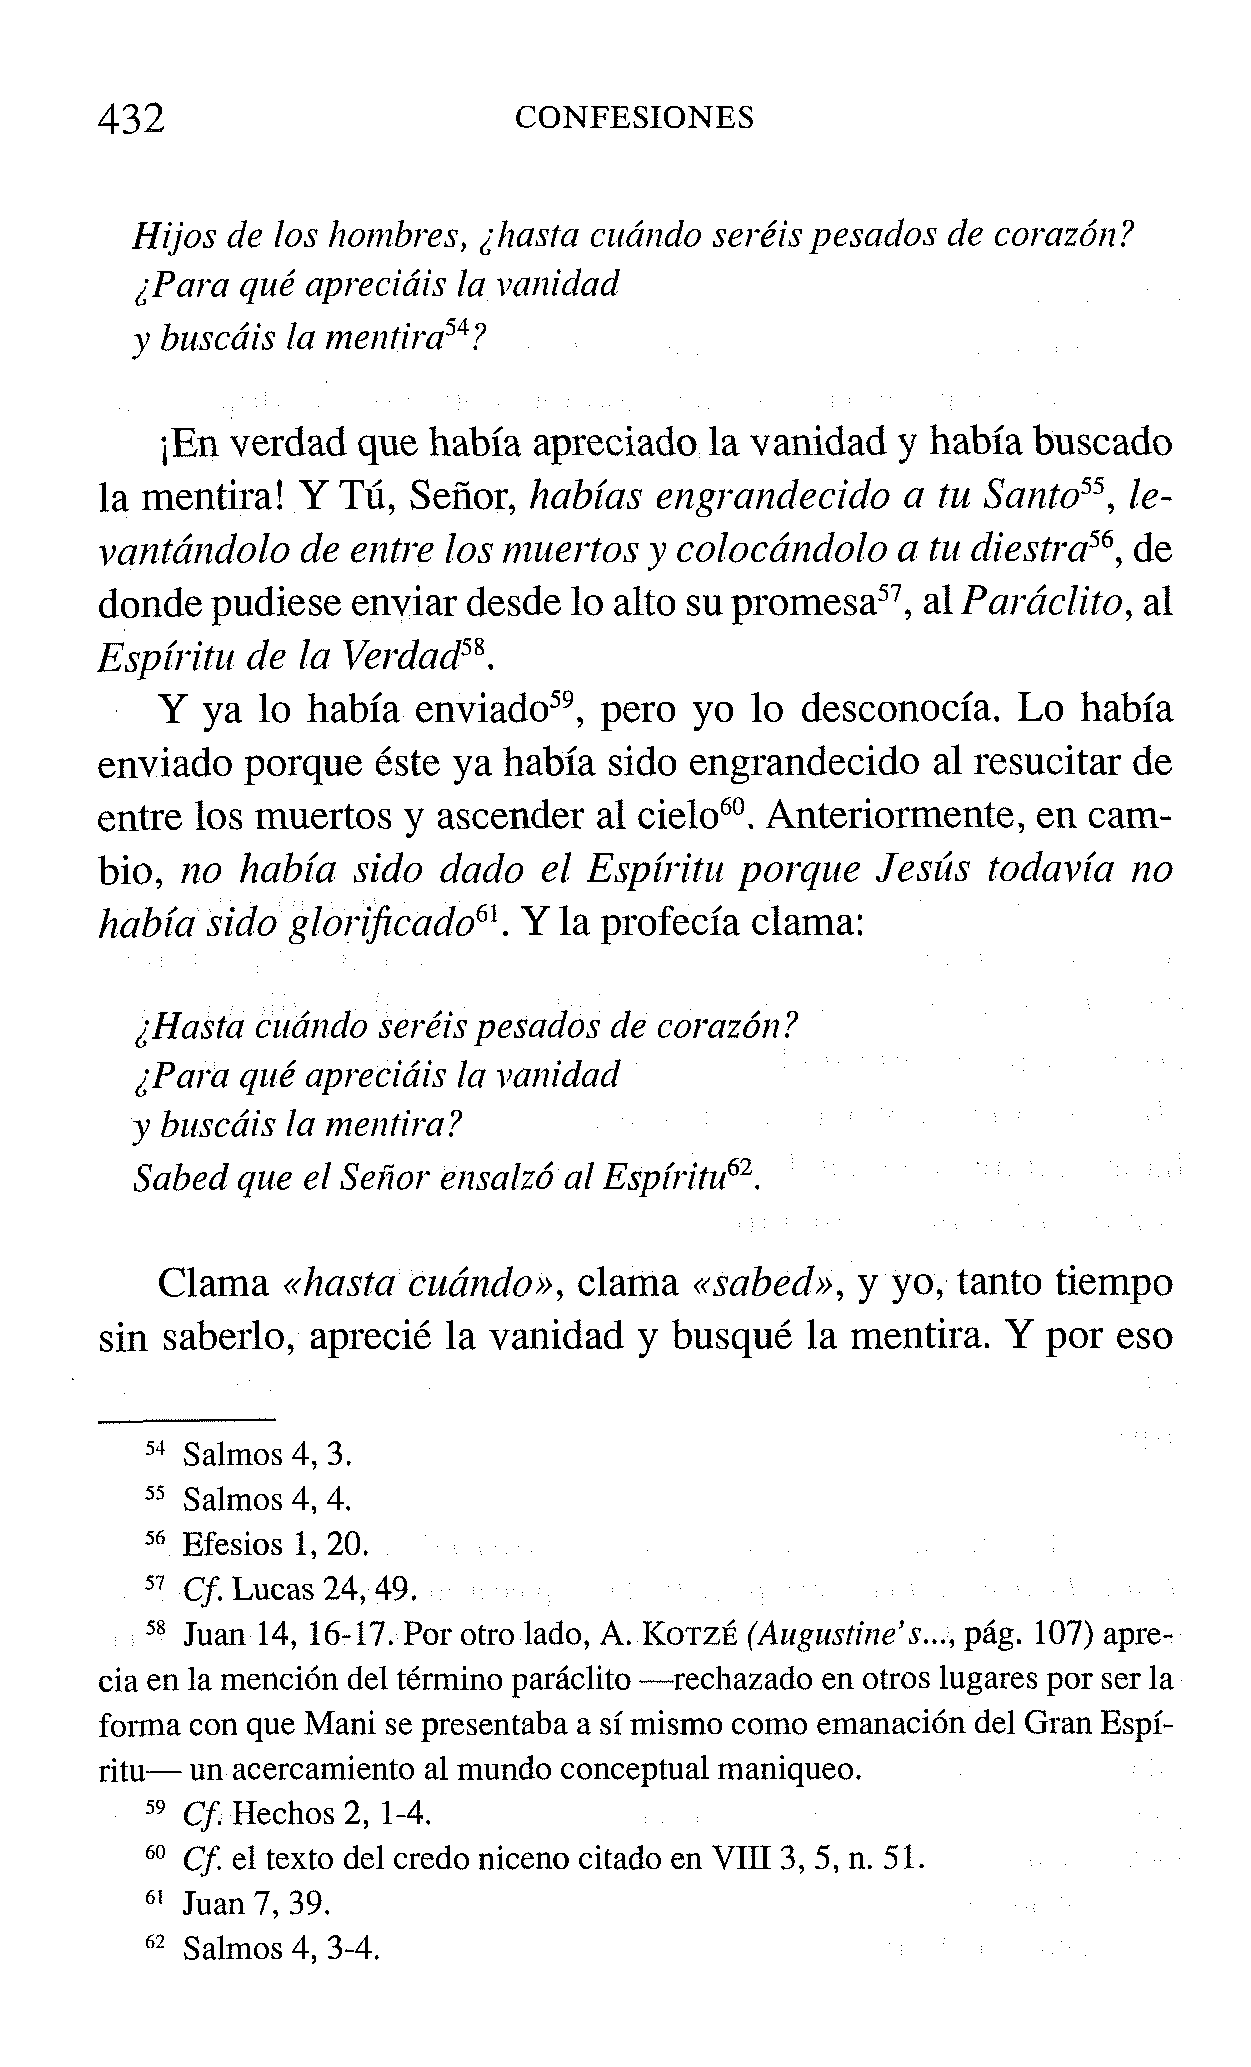 432 CONFESIONES
Hijos de los hombres, ¿hasta cuándo seréis pesados de corazón?
¿Para qué apreciáis la vanidad
y buscáis la mentira⁵⁴?
¡En verdad que había apreciado la vanidad y había buscado
la mentira! Y Tú, Señor, habías engrandecido a tu Santo⁵⁵, le-
vantándolo de entre los muertos y colocándolo a tu diestra⁵⁶, de
donde pudiese enviar desde lo alto su promesa⁵⁷, al Paráclito, al
Espíritu de la Verdad⁵⁸.
Y ya lo había enviado⁵⁹, pero yo lo desconocía. Lo había
enviado porque éste ya había sido engrandecido al resucitar de
entre los muertos y ascender al cielo⁶⁰. Anteriormente, en cam-
bio, no había sido dado el Espíritu porque Jesús todavía no
había sido glorificado⁶¹. Y la profecía clama:
¿Hasta cuándo seréis pesados de corazón?
¿Para qué apreciáis la vanidad
y buscáis la mentira?
Sabed que el Señor ensalzó al Espíritu⁶².
Clama «hasta cuándo», clama «sabed», y yo, tanto tiempo
sin saberlo, aprecié la vanidad y busqué la mentira. Y por eso
⁵⁴ Salmos 4, 3.
⁵⁵ Salmos 4, 4.
⁵⁶ Efesios 1, 20.
⁵⁷ Cf. Lucas 24, 49.
⁵⁸ Juan 14, 16-17. Por otro lado, A. KOTZÉ (Augustine's..., pág. 107) apre-
cia en la mención del término paráclito —rechazado en otros lugares por ser la
forma con que Mani se presentaba a sí mismo como emanación del Gran Espí-
ritu— un acercamiento al mundo conceptual maniqueo.
⁵⁹ Cf. Hechos 2, 1-4.
⁶⁰ Cf. el texto del credo niceno citado en VIII 3, 5, n. 51.
⁶¹ Juan 7, 39.
⁶² Salmos 4, 3-4.